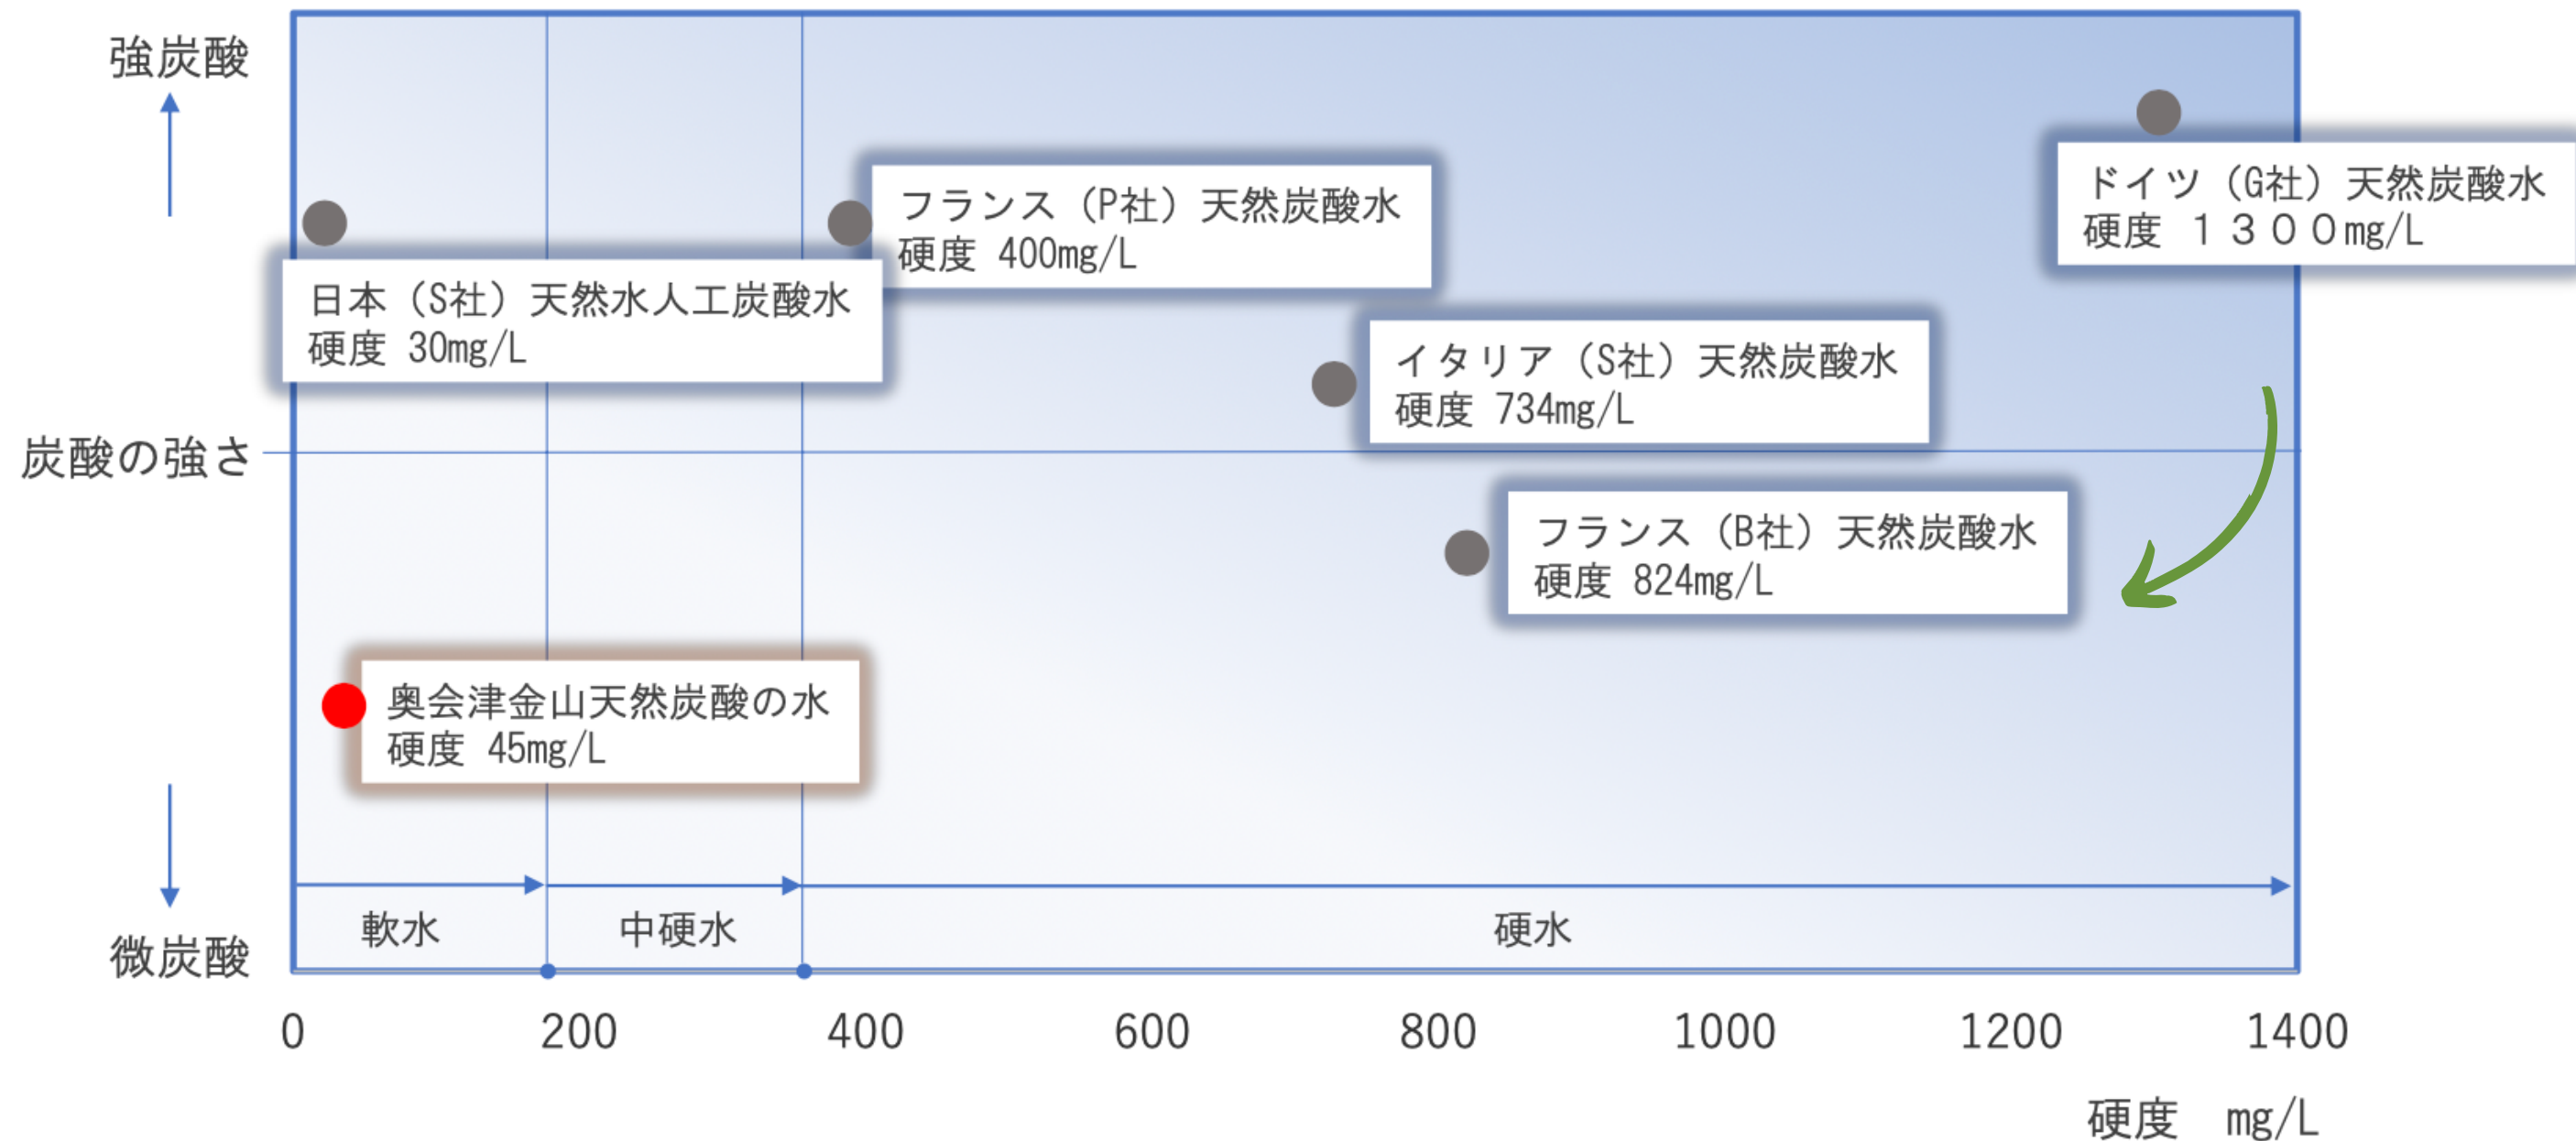 強炭酸
ドイツ（G社）天然炭酸水
硬度 １３００mg/L
フランス（P社）天然炭酸水
硬度 400mg/L
日本（S社）天然水人工炭酸水
硬度 30mg/L
イタリア（S社）天然炭酸水
硬度 734mg/L
炭酸の強さ
フランス（B社）天然炭酸水
硬度 824mg/L
奥会津金山天然炭酸の水
硬度 45mg/L
軟水
中硬水
硬水
微炭酸
0 200 400 600 800 1000 1200 1400
硬度　mg/L